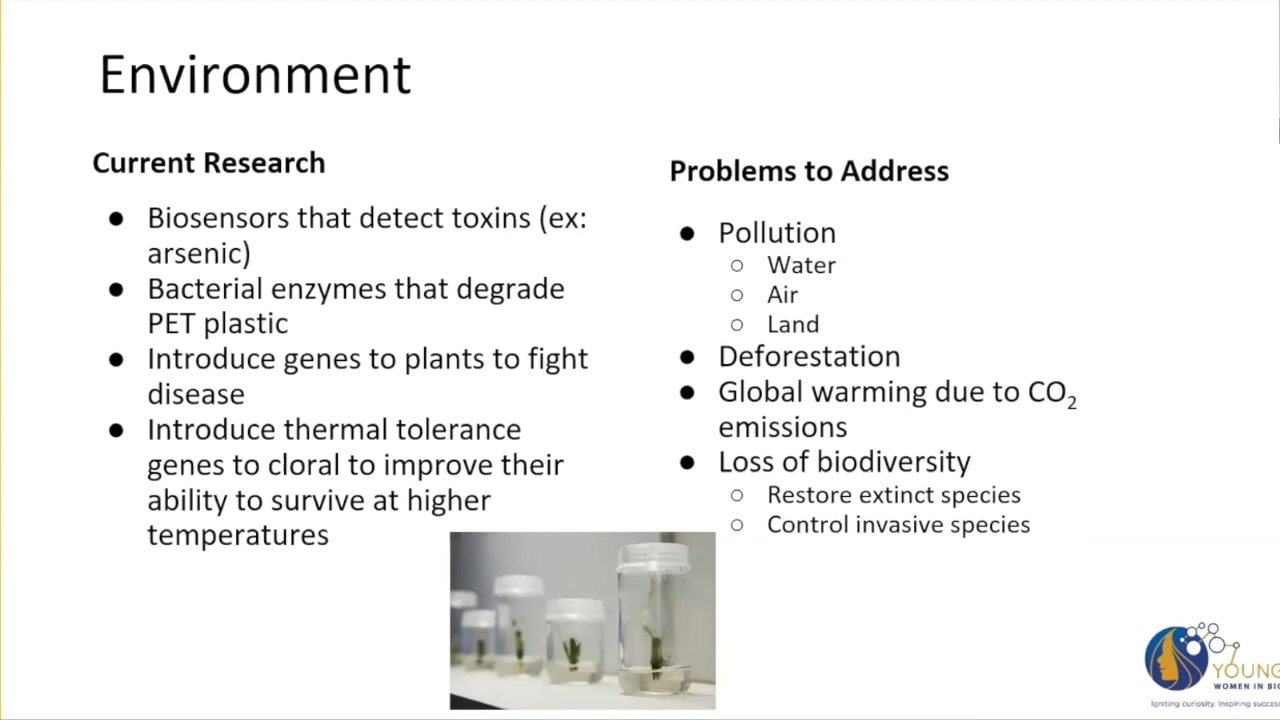 Environment
Current Research
● Biosensors that detect toxins (ex:
arsenic)
● Bacterial enzymes that degrade
PET plastic
● Introduce genes to plants to fight
disease
● Introduce thermal tolerance
genes to cloral to improve their
ability to survive at higher
temperatures
Problems to Address
● Pollution
○ Water
○ Air
○ Land
● Deforestation
● Global warming due to CO₂
emissions
● Loss of biodiversity
○ Restore extinct species
○ Control invasive species
YOUNG
WOMEN IN BIO
Igniting curiosity. Inspiring succes